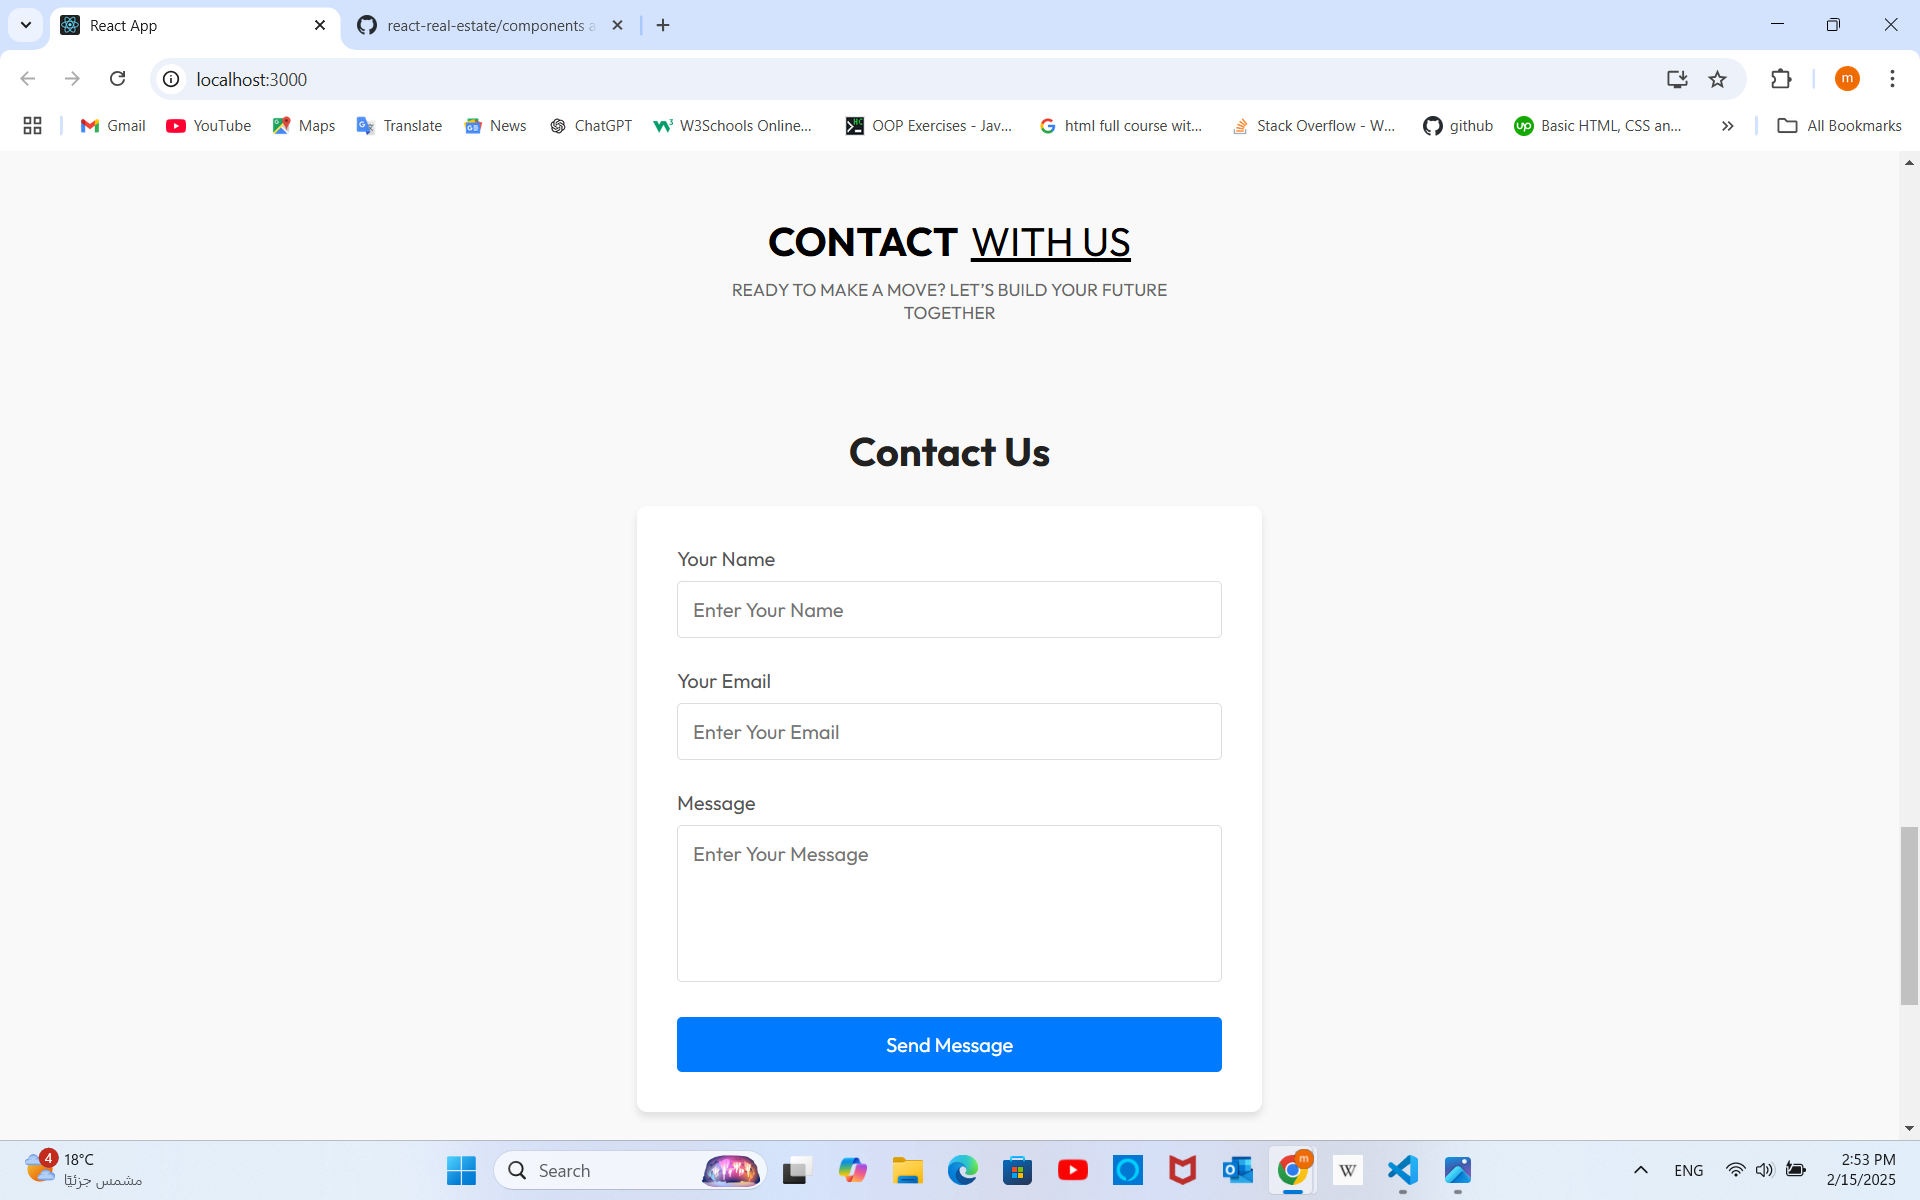 React App
react-real-estate/components a
localhost:3000
m
Gmail
YouTube
Maps
Translate
News
ChatGPT
W3Schools Online...
OOP Exercises - Jav...
html full course wit...
Stack Overflow - W...
github
Basic HTML, CSS an...
All Bookmarks
CONTACT WITH US
READY TO MAKE A MOVE? LET’S BUILD YOUR FUTURE
TOGETHER
Contact Us
Your Name
Enter Your Name
Your Email
Enter Your Email
Message
Enter Your Message
Send Message
4
18°C
مشمس جزئيًا
Search
m
W
ENG
2:53 PM
2/15/2025